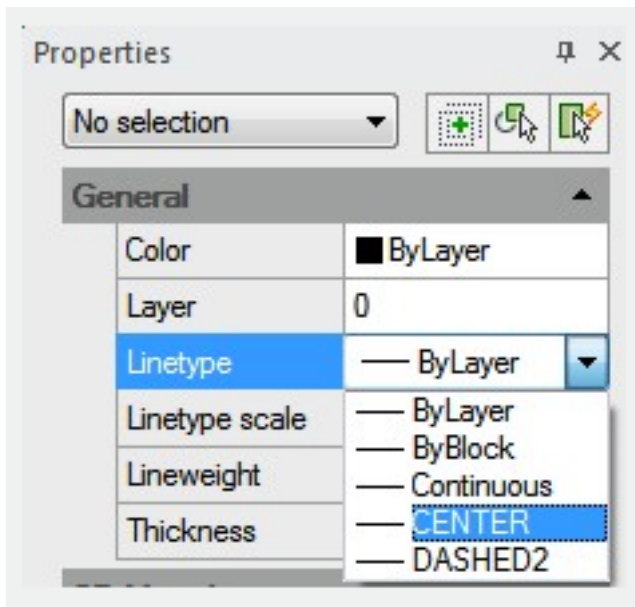 Properties
No selection
General
Color ByLayer
Layer 0
Linetype ByLayer
ByLayer
Linetype scale
ByBlock
Lineweight
Continuous
CENTER
Thickness
DASHED2